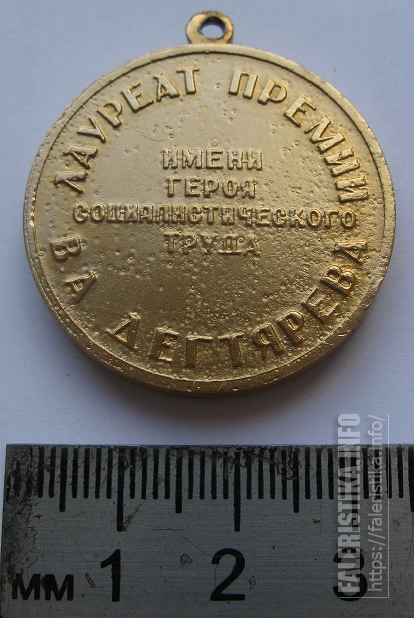 ЛАУРЕАТ ПРЕМИИ
ИМЕНИ
ГЕРОЯ
СОЦИАЛИСТИЧЕСКОГО
ТРУДА
В.А ДЕГТЯРЕВА
мм 1 2 3
FALERISTIKA.INFO
https://faleristika.info/